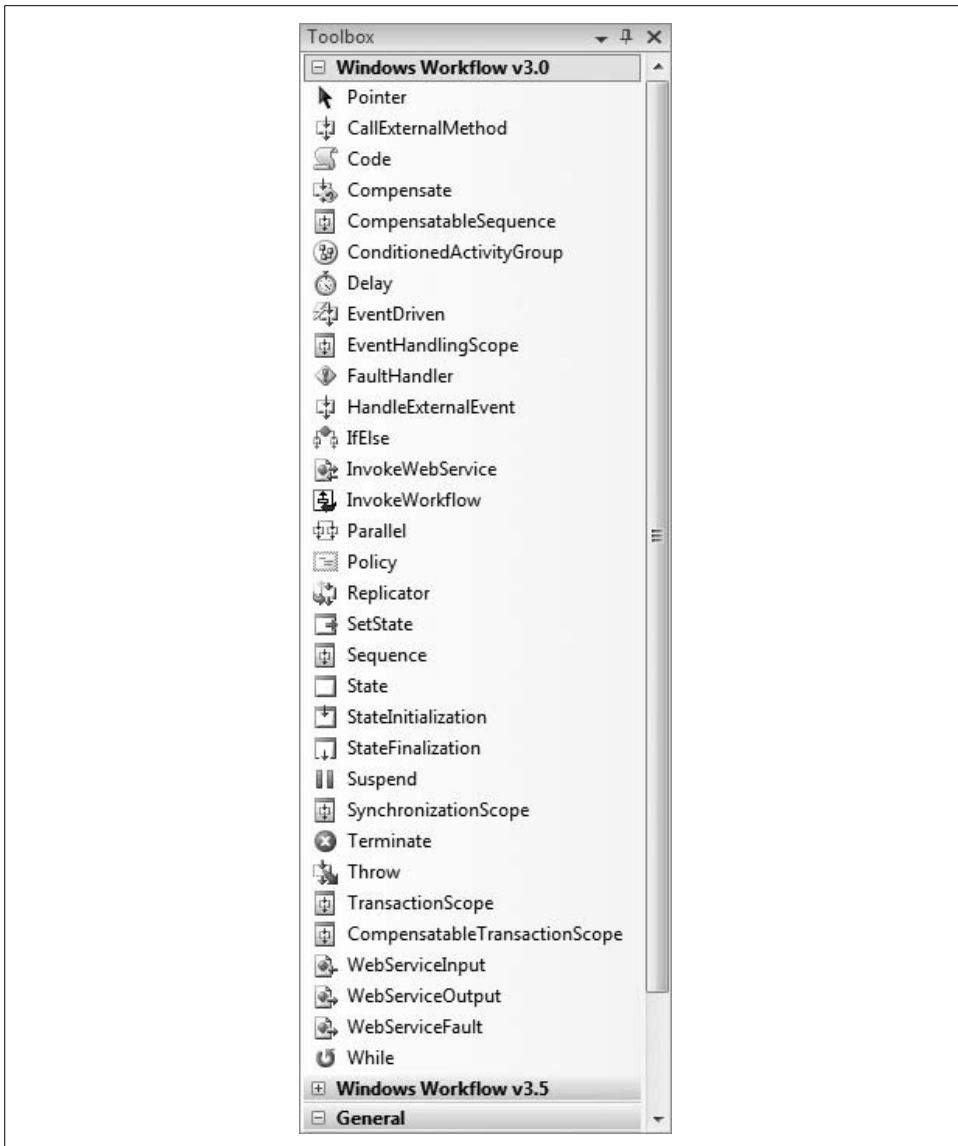 Toolbox
Windows Workflow v3.0
Pointer
CallExternalMethod
Code
Compensate
CompensatableSequence
ConditionedActivityGroup
Delay
EventDriven
EventHandlingScope
FaultHandler
HandleExternalEvent
IfElse
InvokeWebService
InvokeWorkflow
Parallel
Policy
Replicator
SetState
Sequence
State
StateInitialization
StateFinalization
Suspend
SynchronizationScope
Terminate
Throw
TransactionScope
CompensatableTransactionScope
WebServiceInput
WebServiceOutput
WebServiceFault
While
Windows Workflow v3.5
General